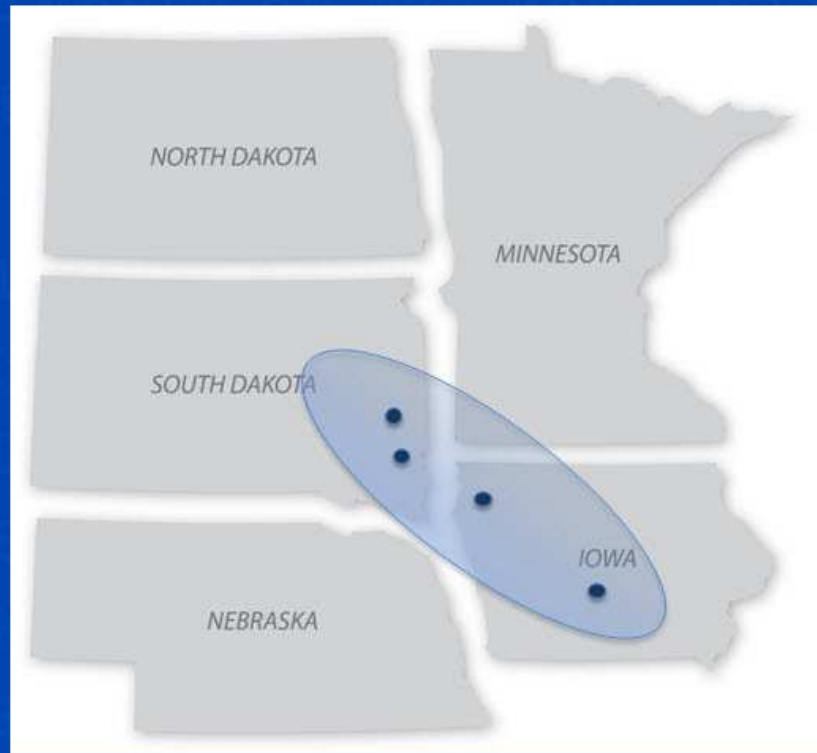 NORTH DAKOTA
MINNESOTA
SOUTH DAKOTA
IOWA
NEBRASKA